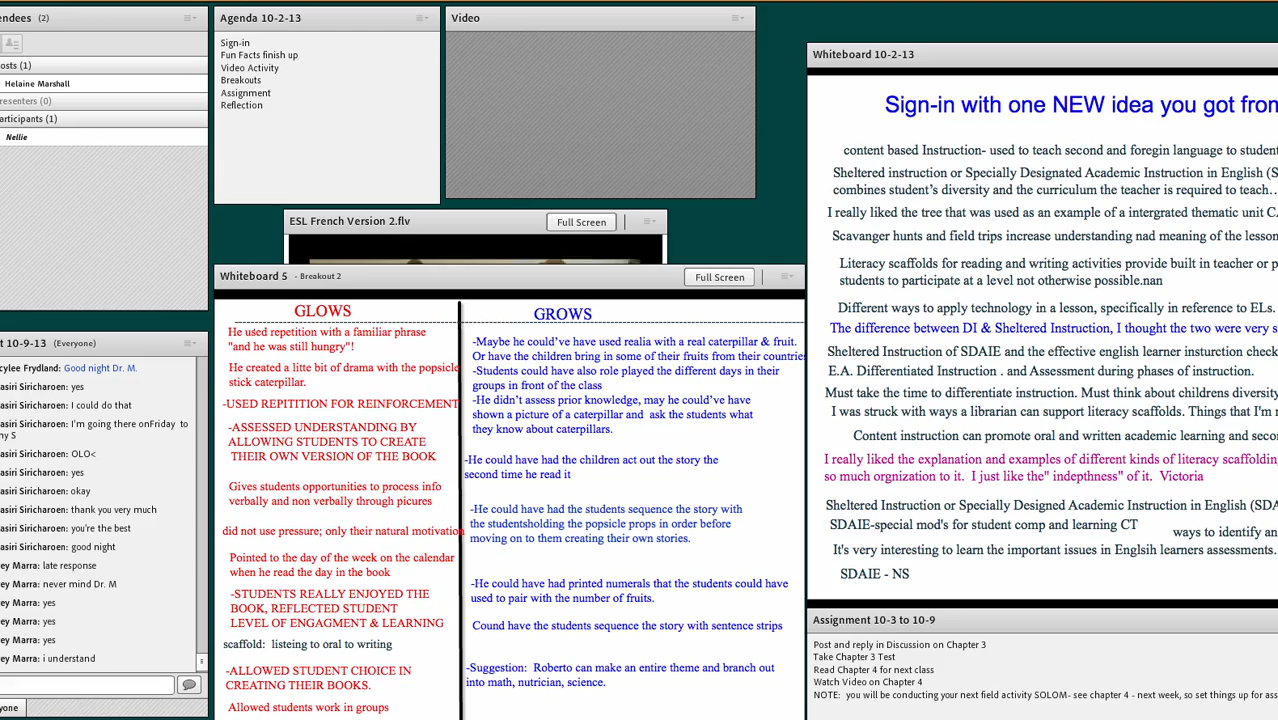 endees (2)
osts (1)
Helaine Marshall
resenters (0)
articipants (1)
Nellie
t 10-9-13 (Everyone)
cylee Frydland: Good night Dr. M.
asiri Siricharoen: yes
asiri Siricharoen: I could do that
asiri Siricharoen: I'm going there onFriday to
ny S
asiri Siricharoen: OLO<
asiri Siricharoen: yes
asiri Siricharoen: okay
asiri Siricharoen: thank you very much
asiri Siricharoen: you're the best
asiri Siricharoen: good night
ey Marra: late response
ey Marra: never mind Dr. M
ey Marra: yes
ey Marra: yes
ey Marra: yes
ey Marra: i understand
yone
Agenda 10-2-13
Sign-in
Fun Facts finish up
Video Activity
Breakouts
Assignment
Reflection
Video
ESL French Version 2.flv
Full Screen
Whiteboard 5 - Breakout 2
Full Screen
GLOWS
He used repetition with a familiar phrase
"and he was still hungry"!
He created a litte bit of drama with the popsicle
stick caterpillar.
-USED REPITITION FOR REINFORCEMENT
-ASSESSED UNDERSTANDING BY
ALLOWING STUDENTS TO CREATE
THEIR OWN VERSION OF THE BOOK
Gives students opportunities to process info
verbally and non verbally through picures
did not use pressure; only their natural motivation
Pointed to the day of the week on the calendar
when he read the day in the book
-STUDENTS REALLY ENJOYED THE
BOOK, REFLECTED STUDENT
LEVEL OF ENGAGMENT & LEARNING
scaffold: listeing to oral to writing
-ALLOWED STUDENT CHOICE IN
CREATING THEIR BOOKS.
Allowed students work in groups
GROWS
-Maybe he could've have used realia with a real caterpillar & fruit.
Or have the children bring in some of their fruits from their countries
-Students could have also role played the different days in their
groups in front of the class
-He didn't assess prior knowledge, may he could've have
shown a picture of a caterpillar and ask the students what
they know about caterpillars.
-He could have had the children act out the story the
second time he read it
-He could have had the students sequence the story with
the studentsholding the popsicle props in order before
moving on to them creating their own stories.
-He could have had printed numerals that the students could have
used to pair with the number of fruits.
Cound have the students sequence the story with sentence strips
-Suggestion: Roberto can make an entire theme and branch out
into math, nutrician, science.
Whiteboard 10-2-13
Sign-in with one NEW idea you got from
content based Instruction- used to teach second and foregin language to student
Sheltered instruction or Specially Designated Academic Instruction in English (S
combines student's diversity and the curriculum the teacher is required to teach...
I really liked the tree that was used as an example of a intergrated thematic unit C.
Scavanger hunts and field trips increase understanding nad meaning of the lesson
Literacy scaffolds for reading and writing activities provide built in teacher or p
students to participate at a level not otherwise possible.nan
Different ways to apply technology in a lesson, specifically in reference to ELs.
The difference between DI & Sheltered Instruction, I thought the two were very s
Sheltered Instruction of SDAIE and the effective english learner insturction check
E.A. Differentiated Instruction . and Assessment during phases of instruction.
Must take the time to differentiate instruction. Must think about childrens diversity
I was struck with ways a librarian can support literacy scaffolds. Things that I'm r
Content instruction can promote oral and written academic learning and seco
I really liked the explanation and examples of different kinds of literacy scaffolding
so much orgnization to it. I just like the" indepthness" of it. Victoria
Sheltered Instruction or Specially Designed Academic Instruction in English (SDA
SDAIE-special mod's for student comp and learning CT
ways to identify an
It's very interesting to learn the important issues in Englsih learners assessments.
SDAIE - NS
Assignment 10-3 to 10-9
Post and reply in Discussion on Chapter 3
Take Chapter 3 Test
Read Chapter 4 for next class
Watch Video on Chapter 4
NOTE: you will be conducting your next field activity SOLOM- see chapter 4 - next week, so set things up for ass